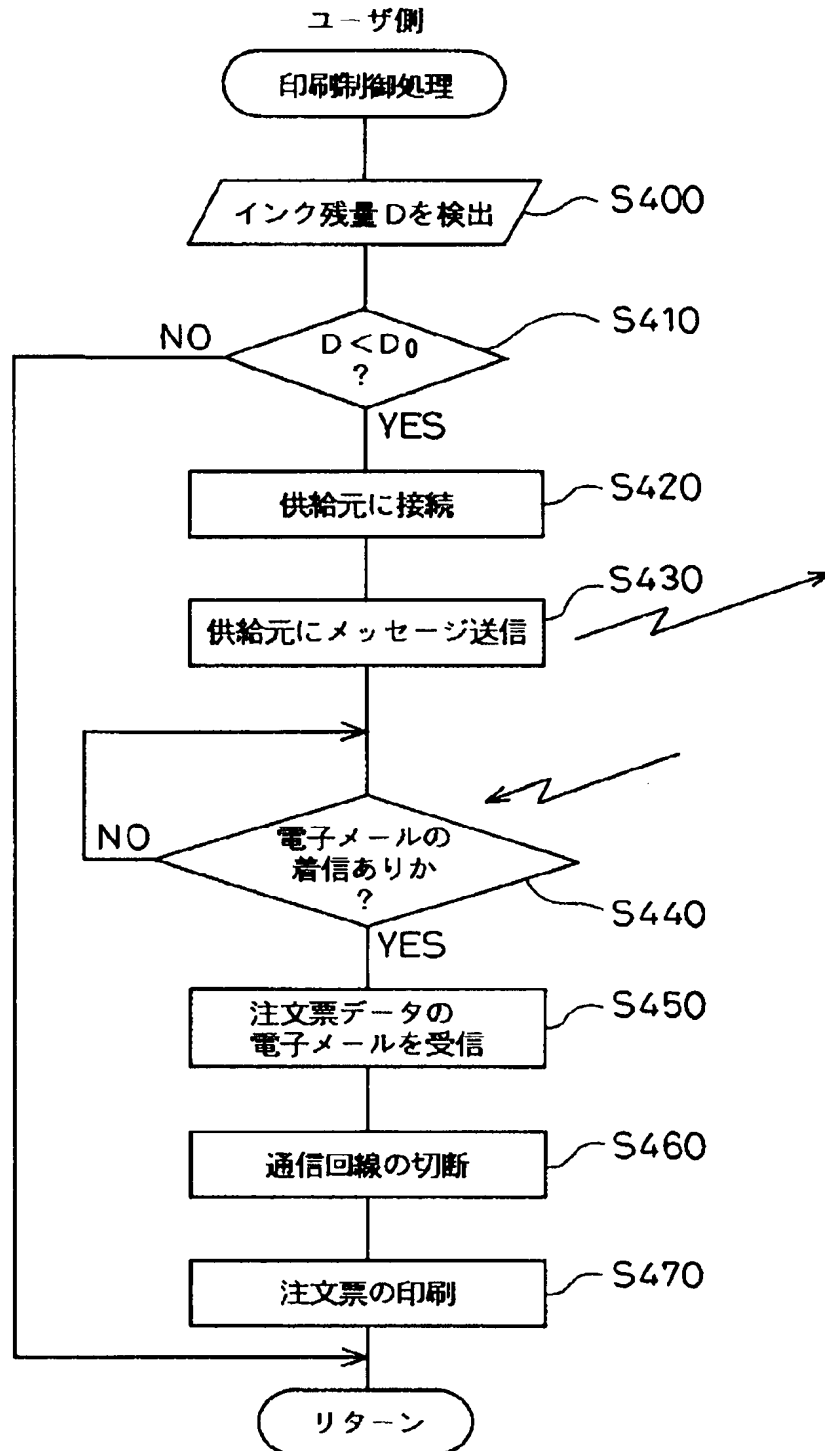 ユーザ側
印刷制御処理
インク残量Dを検出
S400
D<D0
?
S410
NO
YES
供給元に接続
S420
供給元にメッセージ送信
S430
電子メールの
着信ありか
?
NO
S440
YES
注文票データの
電子メールを受信
S450
通信回線の切断
S460
注文票の印刷
S470
リターン